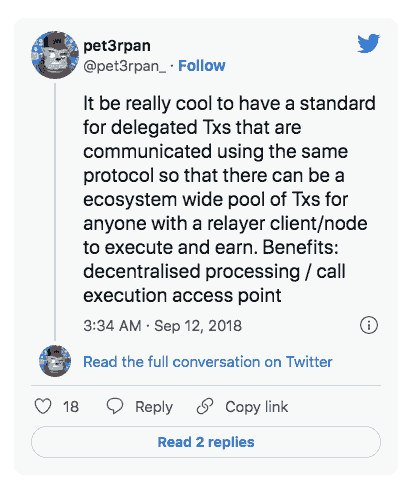 pet3rpan
@pet3rpan_ · Follow
It be really cool to have a standard
for delegated Txs that are
communicated using the same
protocol so that there can be a
ecosystem wide pool of Txs for
anyone with a relayer client/node
to execute and earn. Benefits:
decentralised processing / call
execution access point
3:34 AM · Sep 12, 2018
Read the full conversation on Twitter
18 Reply Copy link
Read 2 replies